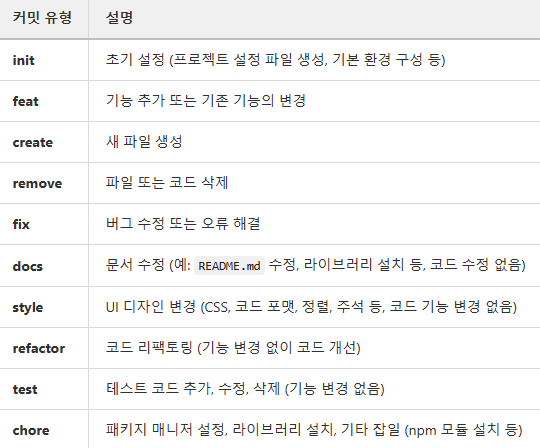 커밋 유형 설명
init 초기 설정 (프로젝트 설정 파일 생성, 기본 환경 구성 등)
feat 기능 추가 또는 기존 기능의 변경
create 새 파일 생성
remove 파일 또는 코드 삭제
fix 버그 수정 또는 오류 해결
docs 문서 수정 (예: README.md 수정, 라이브러리 설치 등, 코드 수정 없음)
style UI 디자인 변경 (CSS, 코드 포맷, 정렬, 주석 등, 코드 기능 변경 없음)
refactor 코드 리팩토링 (기능 변경 없이 코드 개선)
test 테스트 코드 추가, 수정, 삭제 (기능 변경 없음)
chore 패키지 매니저 설정, 라이브러리 설치, 기타 잡일 (npm 모듈 설치 등)